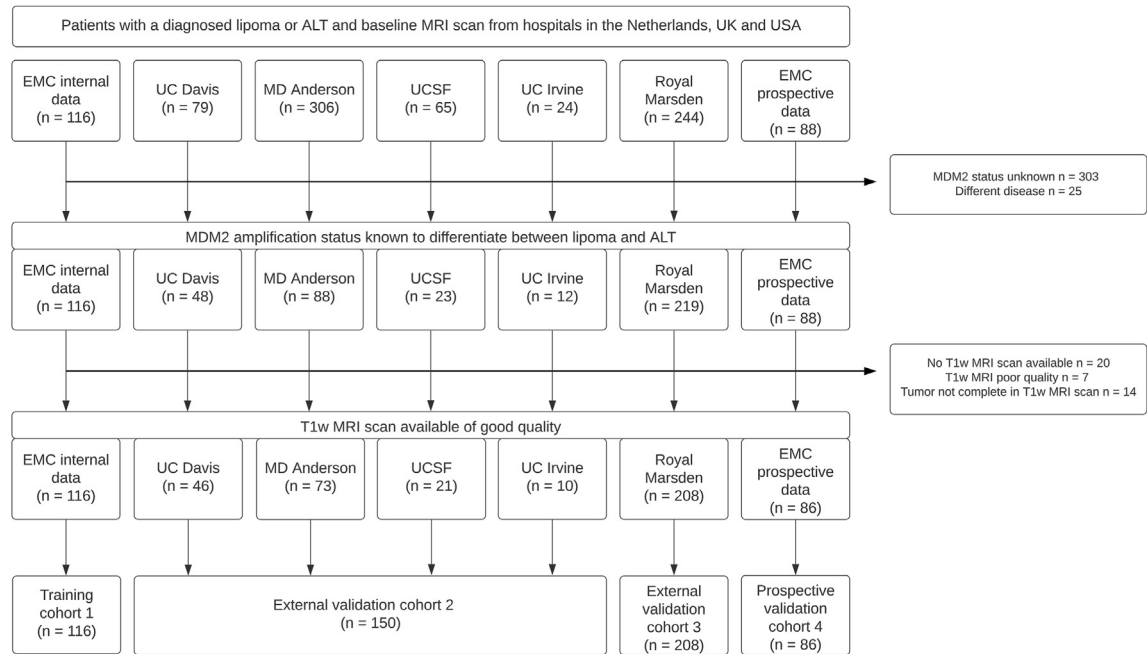 Patients with a diagnosed lipoma or ALT and baseline MRI scan from hospitals in the Netherlands, UK and USA
EMC internal
data
(n = 116)
UC Davis
(n = 79)
MD Anderson
(n = 306)
UCSF
(n = 65)
UC Irvine
(n = 24)
Royal
Marsden
(n = 244)
EMC
prospective
data
(n = 88)
MDM2 status unknown n = 303
Different disease n = 25
MDM2 amplification status known to differentiate between lipoma and ALT
EMC internal
data
(n = 116)
UC Davis
(n = 48)
MD Anderson
(n = 88)
UCSF
(n = 23)
UC Irvine
(n = 12)
Royal
Marsden
(n = 219)
EMC
prospective
data
(n = 88)
No T1w MRI scan available n = 20
T1w MRI poor quality n = 7
Tumor not complete in T1w MRI scan n = 14
T1w MRI scan available of good quality
EMC internal
data
(n = 116)
UC Davis
(n = 46)
MD Anderson
(n = 73)
UCSF
(n = 21)
UC Irvine
(n = 10)
Royal
Marsden
(n = 208)
EMC
prospective
data
(n = 86)
Training
cohort 1
(n = 116)
External validation cohort 2
(n = 150)
External
validation
cohort 3
(n = 208)
Prospective
validation
cohort 4
(n = 86)